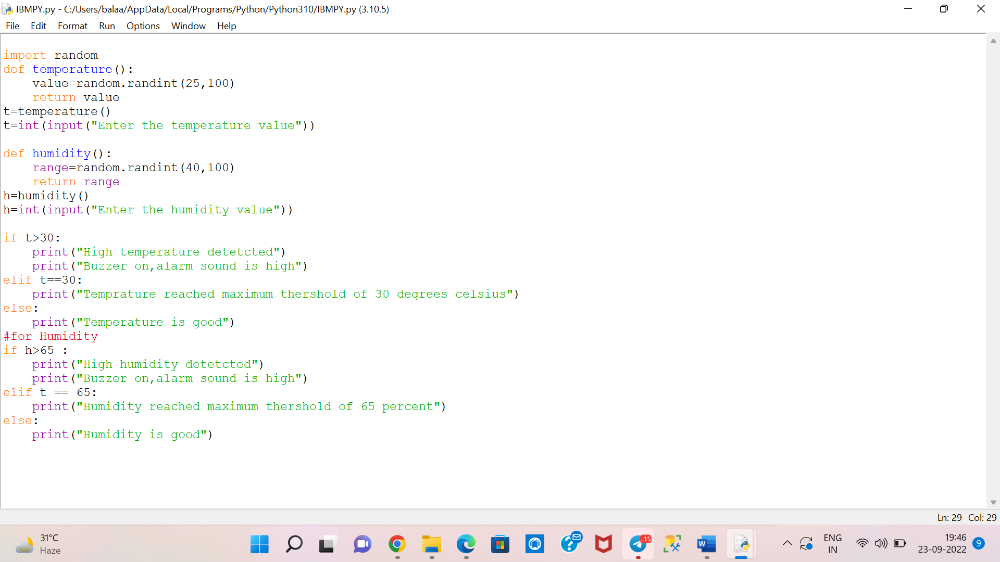 IBMPY.py - C:/Users/balaa/AppData/Local/Programs/Python/Python310/IBMPY.py (3.10.5)
File Edit Format Run Options Window Help
import random
def temperature():
    value=random.randint(25,100)
    return value
t=temperature()
t=int(input("Enter the temperature value"))

def humidity():
    range=random.randint(40,100)
    return range
h=humidity()
h=int(input("Enter the humidity value"))

if t>30:
    print("High temperature detetcted")
    print("Buzzer on,alarm sound is high")
elif t==30:
    print("Temprature reached maximum thershold of 30 degrees celsius")
else:
    print("Temperature is good")
#for Humidity
if h>65 :
    print("High humidity detetcted")
    print("Buzzer on,alarm sound is high")
elif t == 65:
    print("Humidity reached maximum thershold of 65 percent")
else:
    print("Humidity is good")
Ln: 29 Col: 29
31°C
Haze
..15
W
ENG
IN
19:46
23-09-2022
9